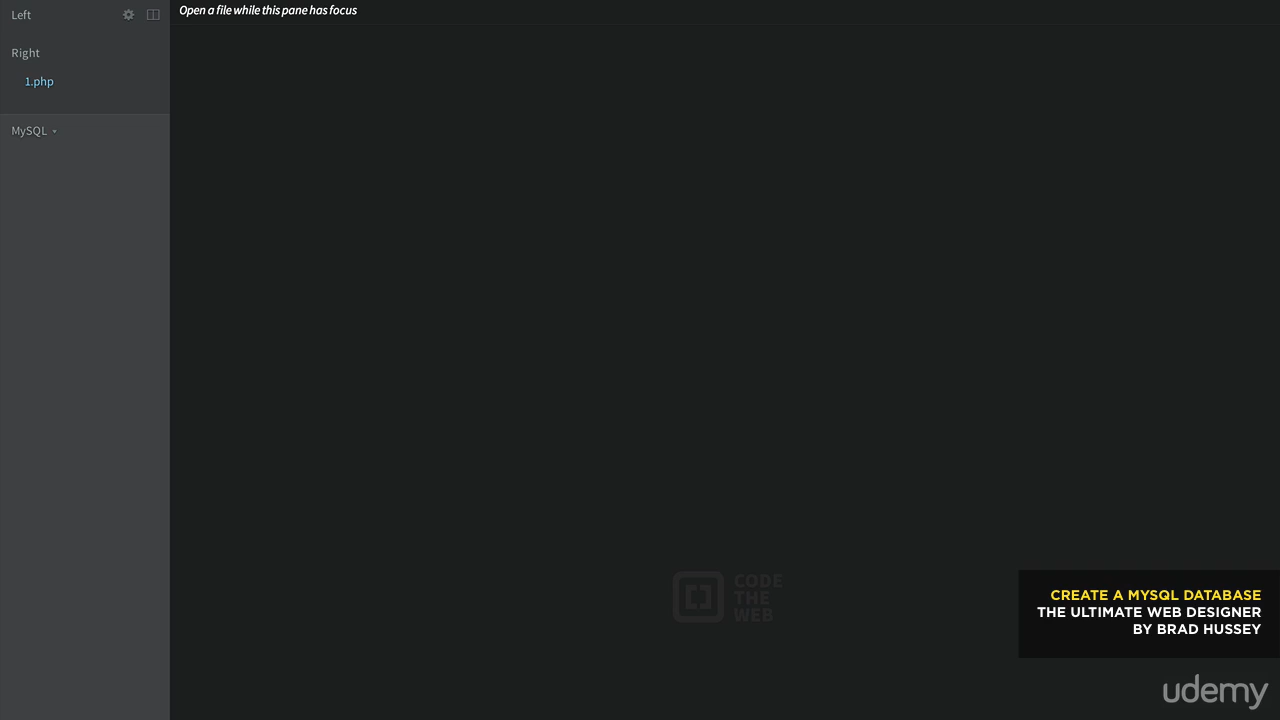 Left
Open a file while this pane has focus
Right
1.php
MySQL
CODE
THE
WEB
CREATE A MYSQL DATABASE
THE ULTIMATE WEB DESIGNER
BY BRAD HUSSEY
udemy